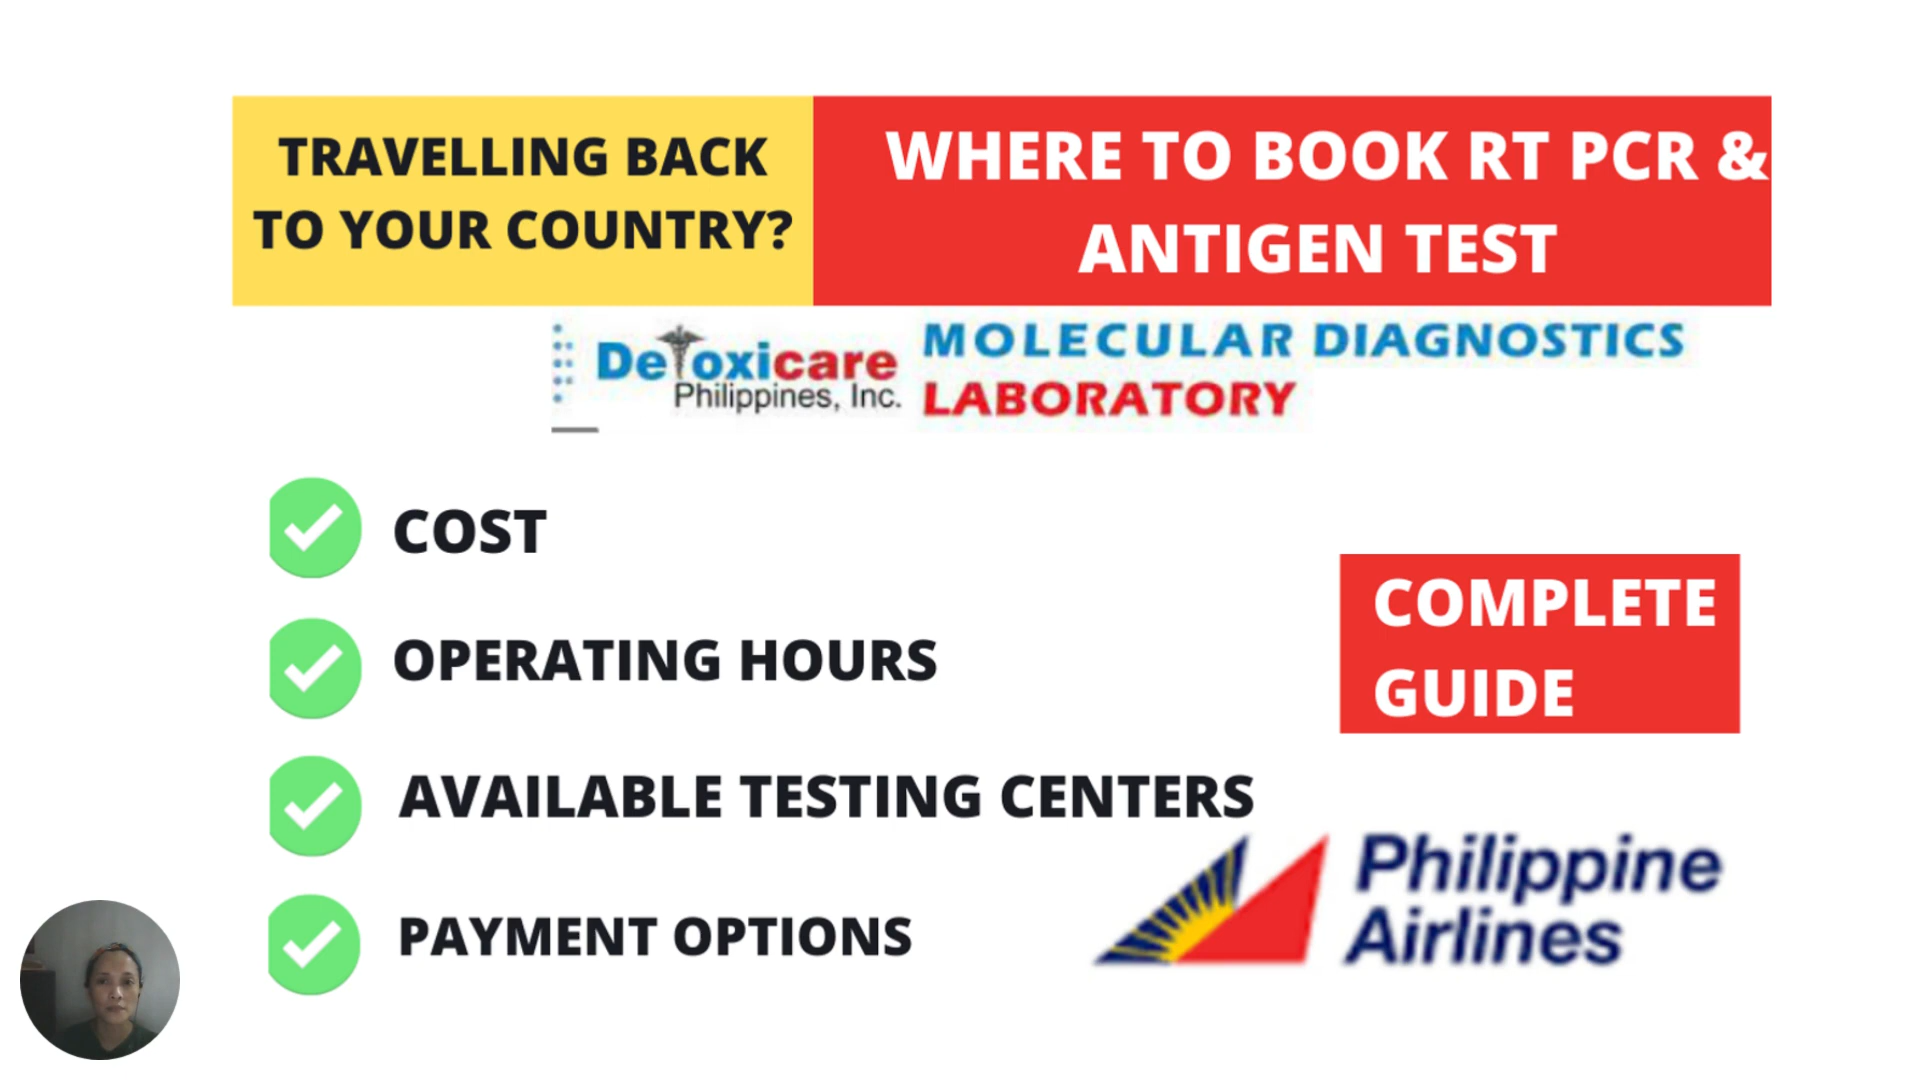 TRAVELLING BACK
TO YOUR COUNTRY?
WHERE TO BOOK RT PCR &
ANTIGEN TEST
Detoxicare
Philippines, Inc.
MOLECULAR DIAGNOSTICS
LABORATORY
COST
OPERATING HOURS
AVAILABLE TESTING CENTERS
PAYMENT OPTIONS
COMPLETE
GUIDE
Philippine
Airlines